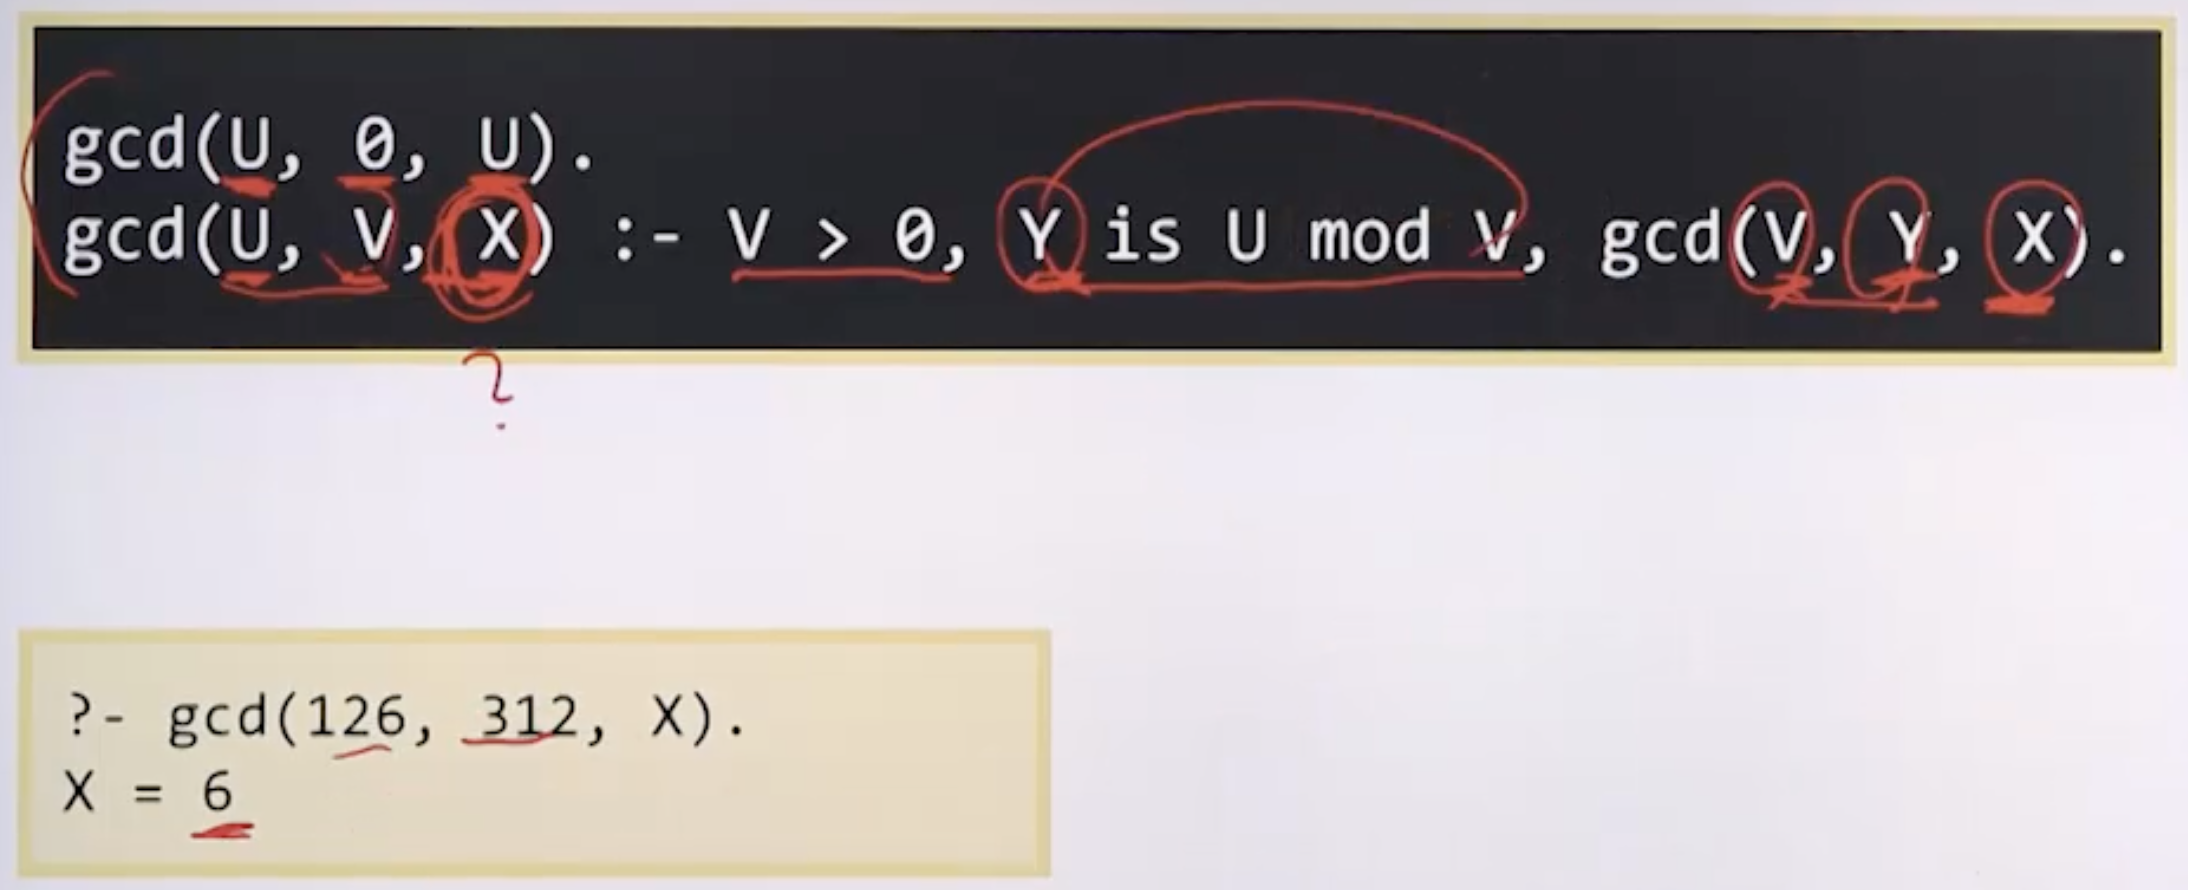 gcd(U, 0, U).
gcd(U, V, X) :- V > 0, Y is U mod V, gcd(V, Y, X).
?
?- gcd(126, 312, X).
X = 6